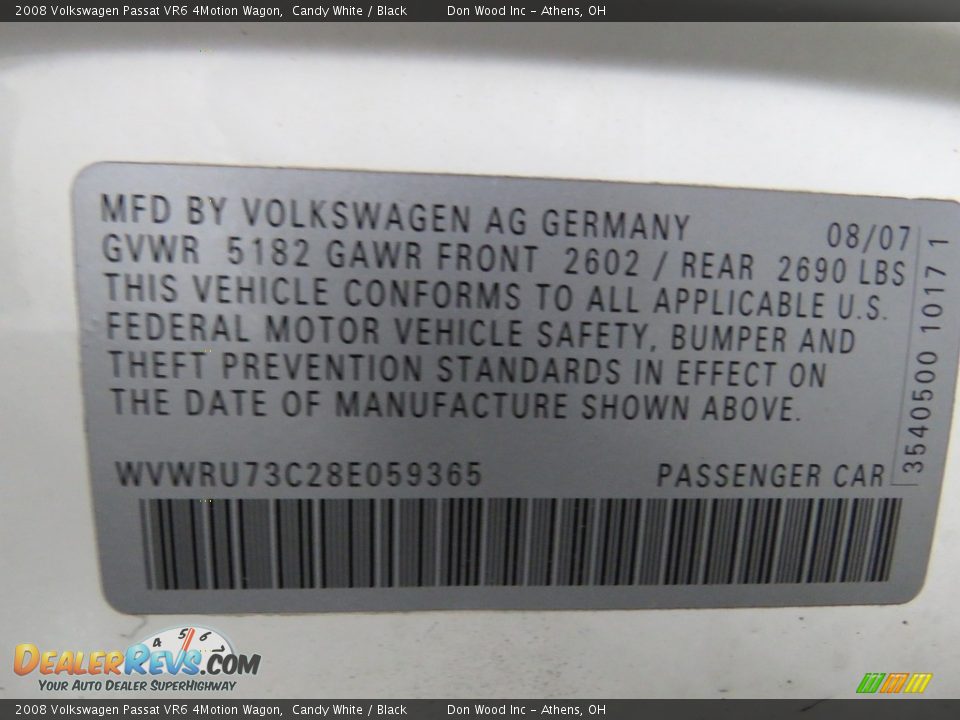 2008 Volkswagen Passat VR6 4Motion Wagon, Candy White / Black Don Wood Inc - Athens, OH
MFD BY VOLKSWAGEN AG GERMANY 08/07
GVWR 5182 GAWR FRONT 2602 / REAR 2690 LBS
THIS VEHICLE CONFORMS TO ALL APPLICABLE U.S.
FEDERAL MOTOR VEHICLE SAFETY, BUMPER AND
THEFT PREVENTION STANDARDS IN EFFECT ON
THE DATE OF MANUFACTURE SHOWN ABOVE.
WVWRU73C28E059365 PASSENGER CAR
3540500 1017 1
4 5 6 7
DEALERREVS.COM
YOUR AUTO DEALER SUPERHIGHWAY
2008 Volkswagen Passat VR6 4Motion Wagon, Candy White / Black Don Wood Inc - Athens, OH